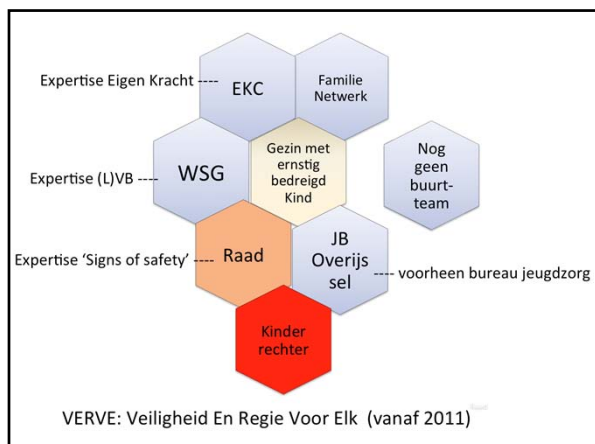 Expertise Eigen Kracht ----
EKC
Familie
Netwerk
Expertise (L)VB ----
WSG
Gezin met
ernstig
bedreigd
Kind
Nog
geen
buurt-
team
Expertise ‘Signs of safety’ ----
Raad
JB
Overijs
sel
---- voorheen bureau jeugdzorg
Kinder
rechter
VERVE: Veiligheid En Regie Voor Elk (vanaf 2011)